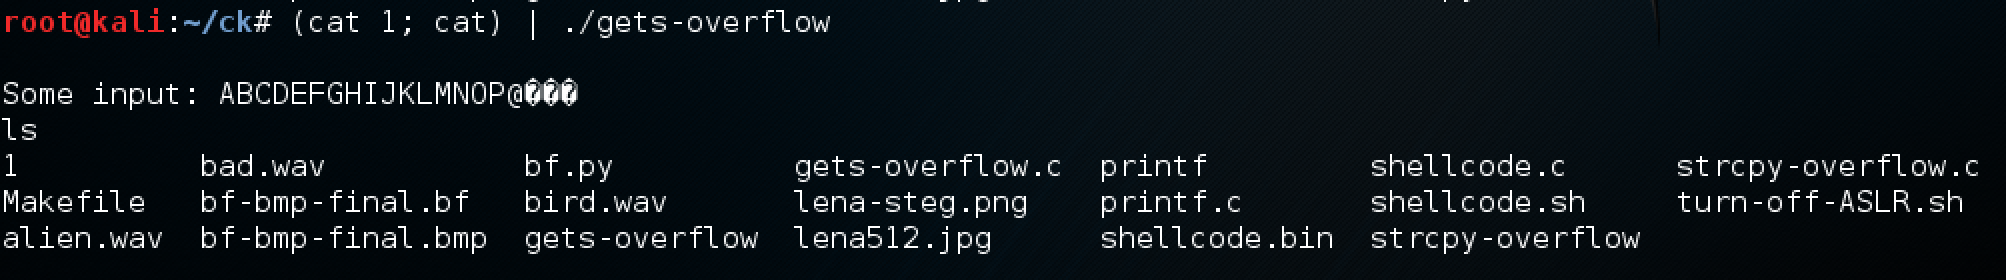 root@kali:~/ck# (cat 1; cat) | ./gets-overflow
Some input: ABCDEFGHIJKLMNOP@���
ls
1 bad.wav bf.py gets-overflow.c printf shellcode.c strcpy-overflow.c
Makefile bf-bmp-final.bf bird.wav lena-steg.png printf.c shellcode.sh turn-off-ASLR.sh
alien.wav bf-bmp-final.bmp gets-overflow lena512.jpg shellcode.bin strcpy-overflow